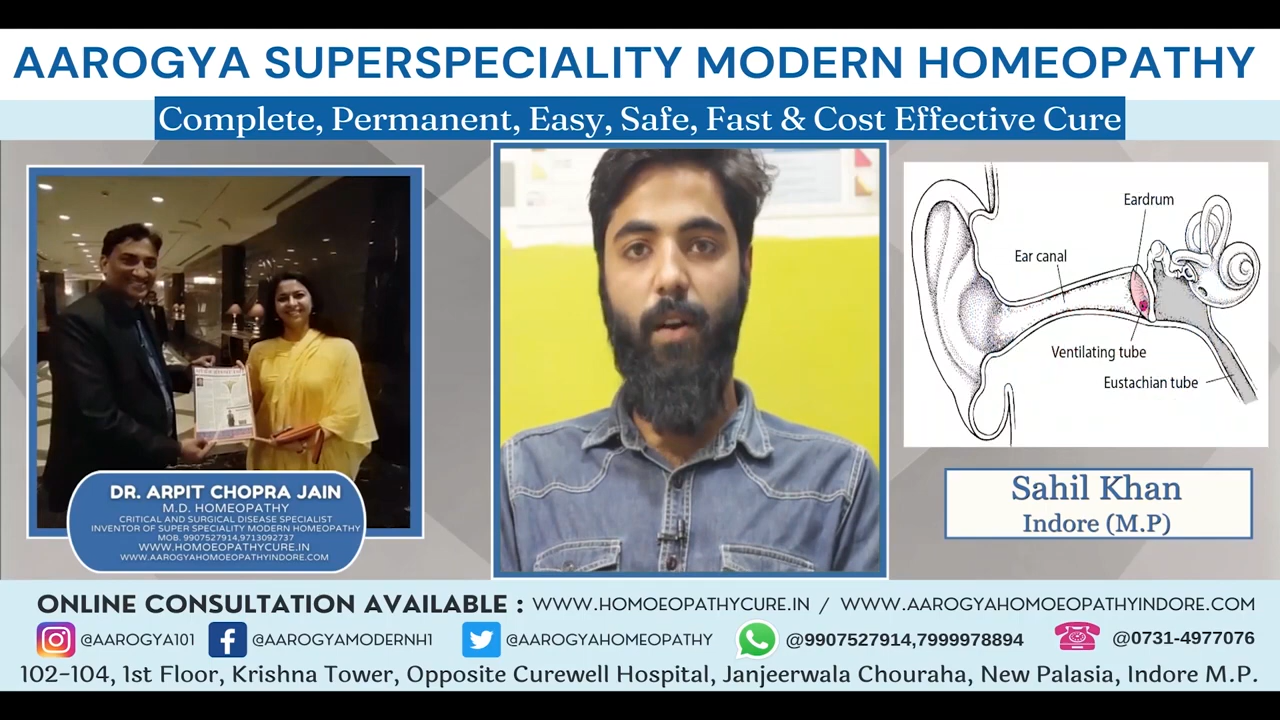 AAROGYA SUPERSPECIALITY MODERN HOMEOPATHY
Complete, Permanent, Easy, Safe, Fast & Cost Effective Cure
DR. ARPIT CHOPRA JAIN
M.D. HOMEOPATHY
CRITICAL AND SURGICAL DISEASE SPECIALIST
INVENTOR OF SUPER SPECIALITY MODERN HOMEOPATHY
MOB. 9907527914,9713092737
WWW.HOMOEOPATHYCURE.IN
WWW.AAROGYAHOMOEOPATHYINDORE.COM
Eardrum
Ear canal
Ventilating tube
Eustachian tube
Sahil Khan
Indore (M.P)
ONLINE CONSULTATION AVAILABLE : WWW.HOMOEOPATHYCURE.IN / WWW.AAROGYAHOMOEOPATHYINDORE.COM
@AAROGYA101 @AAROGYAMODERNH1 @AAROGYAHOMEOPATHY @9907527914,7999978894 @0731-4977076
102-104, 1st Floor, Krishna Tower, Opposite Curewell Hospital, Janjeerwala Chouraha, New Palasia, Indore M.P.